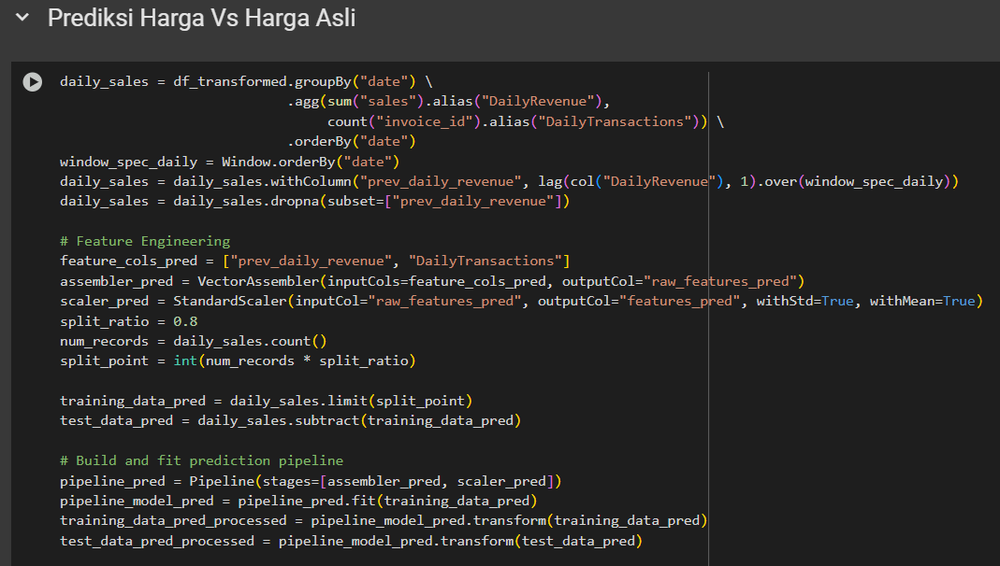 Prediksi Harga Vs Harga Asli
daily_sales = df_transformed.groupBy("date") \
.agg(sum("sales").alias("DailyRevenue"),
count("invoice_id").alias("DailyTransactions")) \
.orderBy("date")
window_spec_daily = Window.orderBy("date")
daily_sales = daily_sales.withColumn("prev_daily_revenue", lag(col("DailyRevenue"), 1).over(window_spec_daily))
daily_sales = daily_sales.dropna(subset=["prev_daily_revenue"])
# Feature Engineering
feature_cols_pred = ["prev_daily_revenue", "DailyTransactions"]
assembler_pred = VectorAssembler(inputCols=feature_cols_pred, outputCol="raw_features_pred")
scaler_pred = StandardScaler(inputCol="raw_features_pred", outputCol="features_pred", withStd=True, withMean=True)
split_ratio = 0.8
num_records = daily_sales.count()
split_point = int(num_records * split_ratio)
training_data_pred = daily_sales.limit(split_point)
test_data_pred = daily_sales.subtract(training_data_pred)
# Build and fit prediction pipeline
pipeline_pred = Pipeline(stages=[assembler_pred, scaler_pred])
pipeline_model_pred = pipeline_pred.fit(training_data_pred)
training_data_pred_processed = pipeline_model_pred.transform(training_data_pred)
test_data_pred_processed = pipeline_model_pred.transform(test_data_pred)